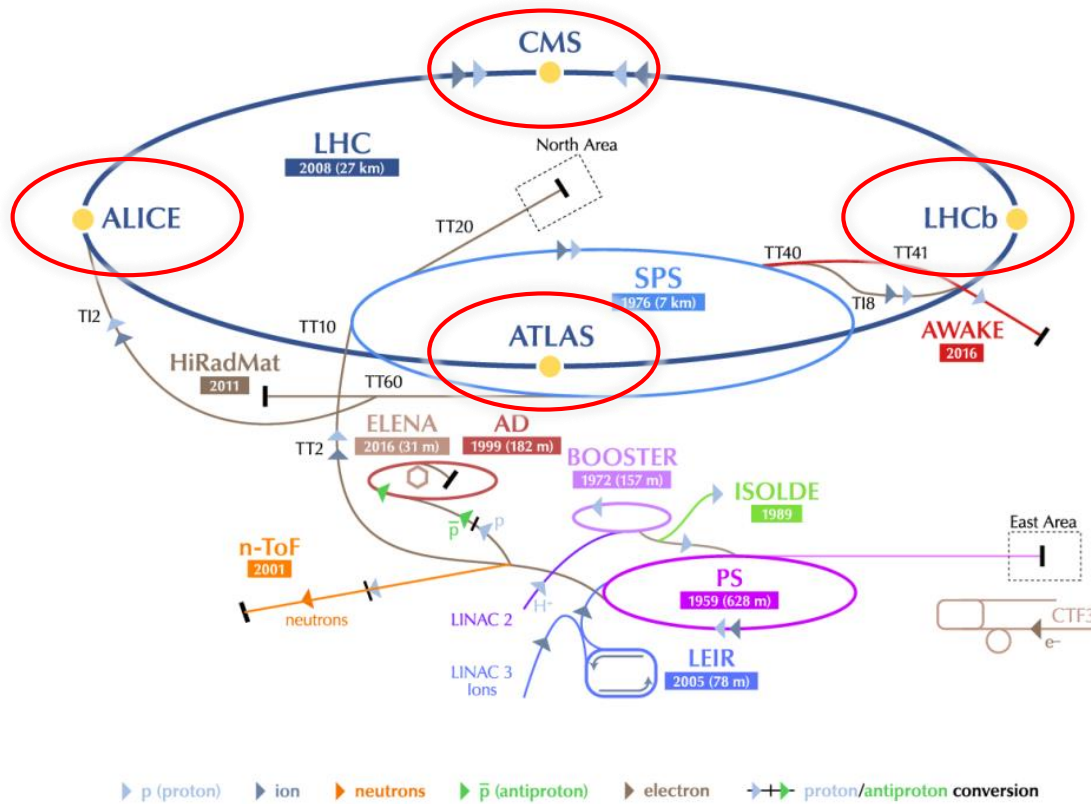 CMS
LHC
2008 (27 km)
North Area
ALICE
TT20
LHCb
TT40
TT41
SPS
1976 (7 km)
TI2
TT10
ATLAS
TI8
AWAKE
2016
HiRadMat
2011
TT60
ELENA
2016 (31 m)
AD
1999 (182 m)
TT2
BOOSTER
1972 (157 m)
ISOLDE
1989
p̅
p
East Area
n-ToF
2001
neutrons
PS
1959 (628 m)
H-
LINAC 2
CTF3
e–
LINAC 3
Ions
LEIR
2005 (78 m)
p (proton)
ion
neutrons
p̅ (antiproton)
electron
proton/antiproton conversion